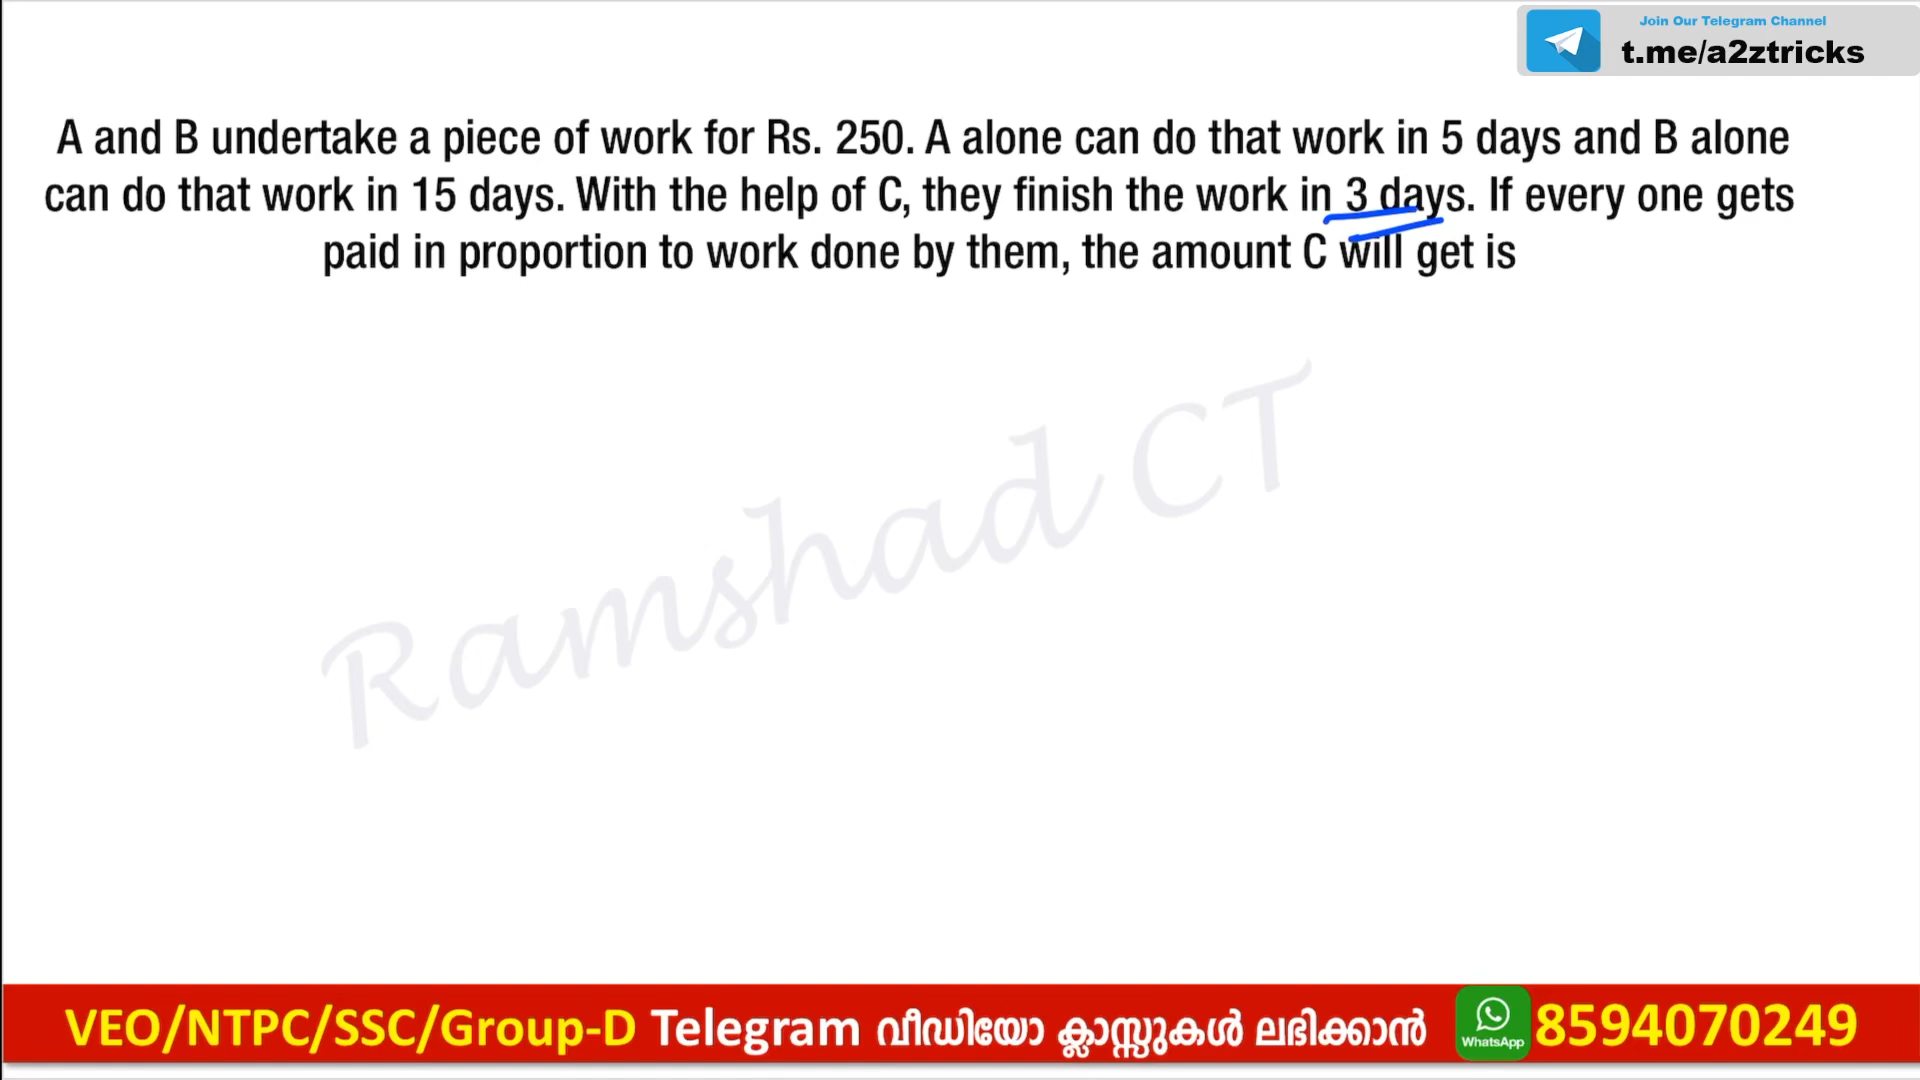 Join Our Telegram Channel
t.me/a2ztricks
A and B undertake a piece of work for Rs. 250. A alone can do that work in 5 days and B alone
can do that work in 15 days. With the help of C, they finish the work in 3 days. If every one gets
paid in proportion to work done by them, the amount C will get is
Ramshad CT
VEO/NTPC/SSC/Group-D Telegram വീഡിയോ ക്ലാസ്സുകൾ ലഭിക്കാൻ WhatsApp 8594070249